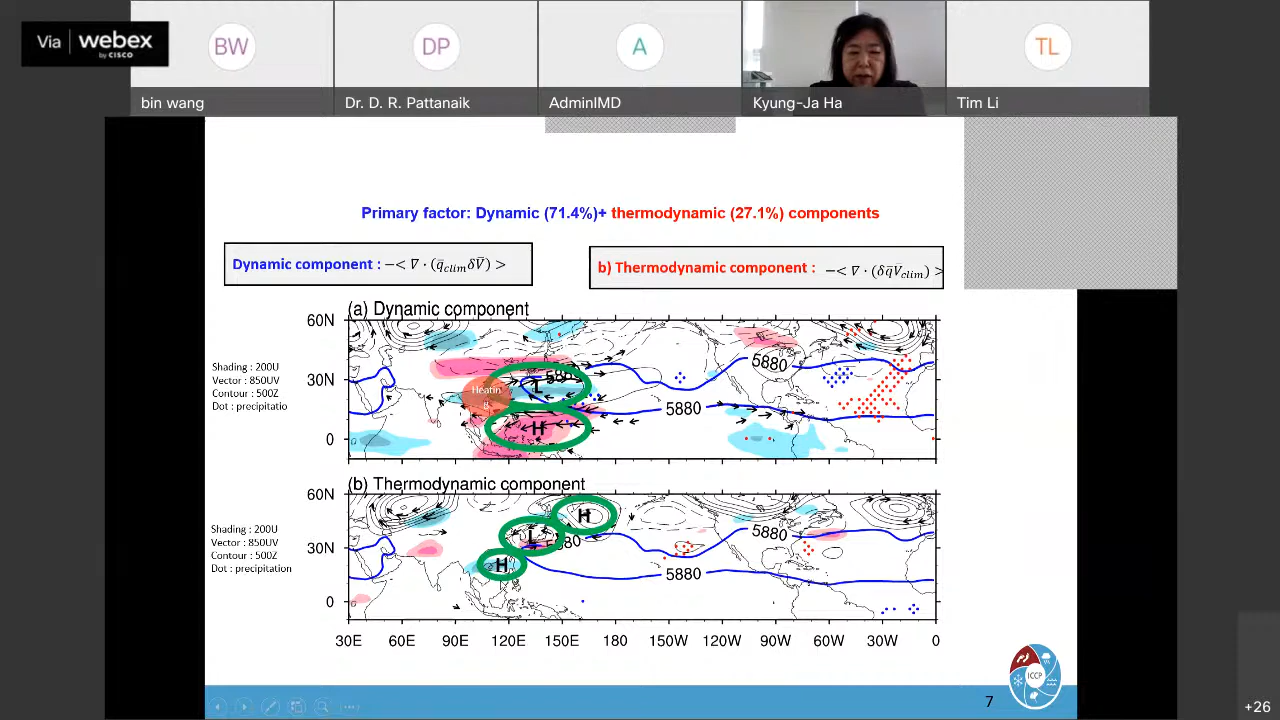 Via webex
by CISCO
BW
DP
A
TL
bin wang
Dr. D. R. Pattanaik
AdminIMD
Kyung-Ja Ha
Tim Li
Primary factor: Dynamic (71.4%)+ thermodynamic (27.1%) components
Dynamic component : −< ∇ · (q̄clim δV̄) >
b) Thermodynamic component : −< ∇ · (δq̄V̄clim) >
(a) Dynamic component
60N
30N
0
Shading : 200U
Vector : 850UV
Contour : 500Z
Dot : precipitatio
Heatin
g
L
H
5880
5880
5880
(b) Thermodynamic component
60N
30N
0
Shading : 200U
Vector : 850UV
Contour : 500Z
Dot : precipitation
H
L
H
5880
5880
5880
30E 60E 90E 120E 150E 180 150W 120W 90W 60W 30W 0
ICCP
7
+26